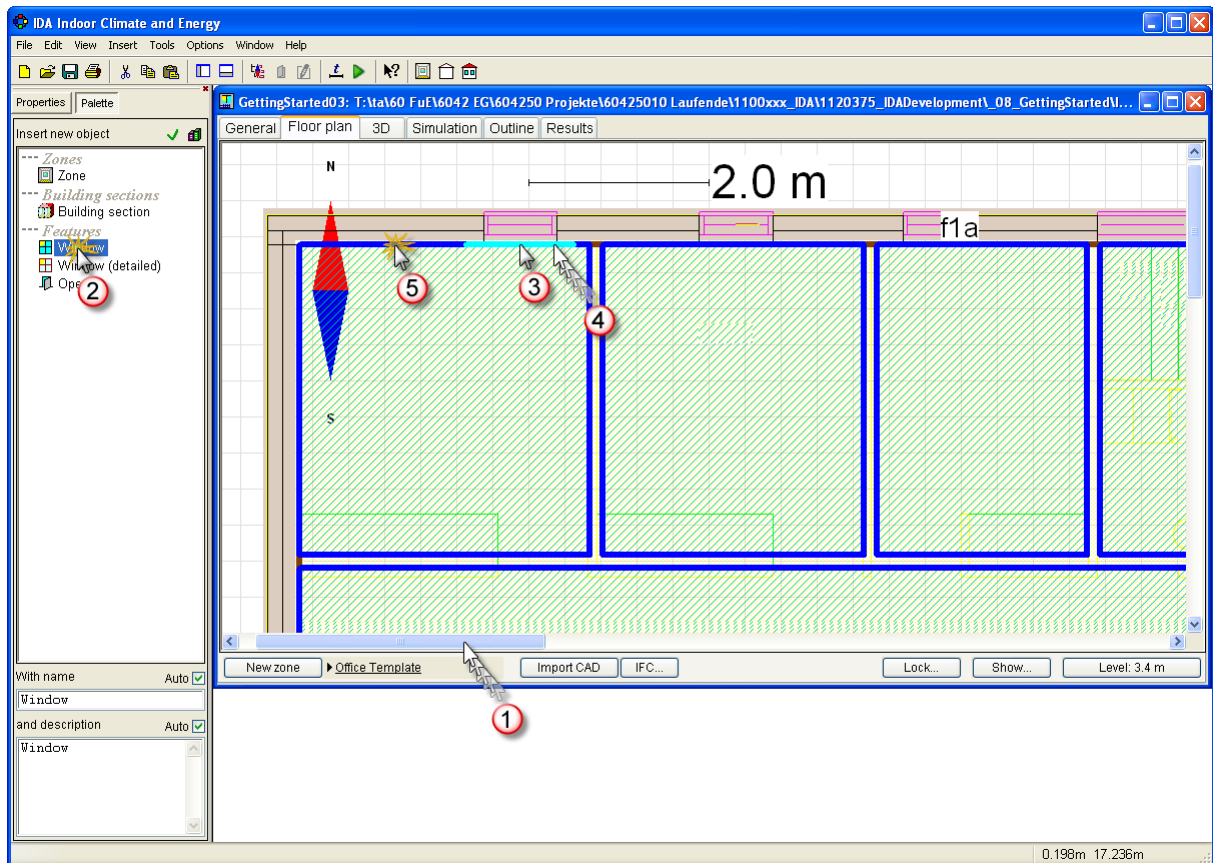 IDA Indoor Climate and Energy
File Edit View Insert Tools Options Window Help
Properties Palette
Insert new object
--- Zones
Zone
--- Building sections
Building section
--- Features
Window (detailed)
2
With name Auto
Window
and description Auto
Window
GettingStarted03: T:\ta\60 FuE\6042 EG\604250 Projekte\60425010 Laufende\1100xxx_IDA\1120375_IDADevelopment\_08_GettingStarted\I...
General Floor plan 3D Simulation Outline Results
N
2.0 m
f1a
5
3
4
S
New zone Office Template Import CAD IFC... Lock... Show... Level: 3.4 m
1
0.198m 17.236m